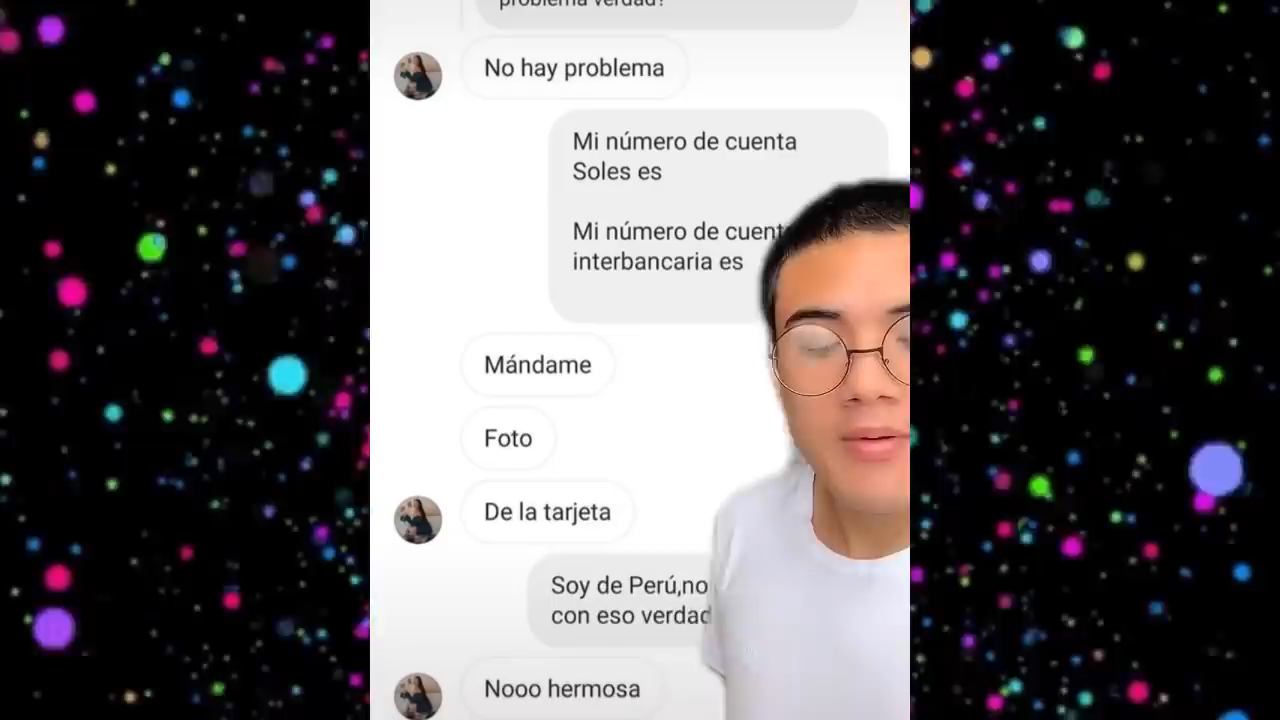 problema verdad?
No hay problema
Mi número de cuenta
Soles es
Mi número de
interbancaria es
Mándame
Foto
De la tarjeta
Soy de Perú,no
con eso
Nooo hermosa